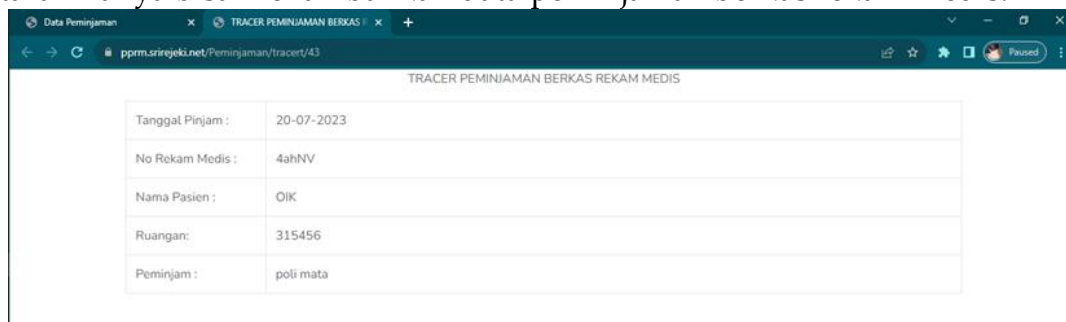 Data Peminjaman
TRACER PEMINJAMAN BERKAS R
pprm.srirejeki.net/Peminjaman/tracert/43
Paused
TRACER PEMINJAMAN BERKAS REKAM MEDIS
Tanggal Pinjam : 20-07-2023
No Rekam Medis : 4ahNV
Nama Pasien : OIK
Ruangan: 315456
Peminjam : poli mata